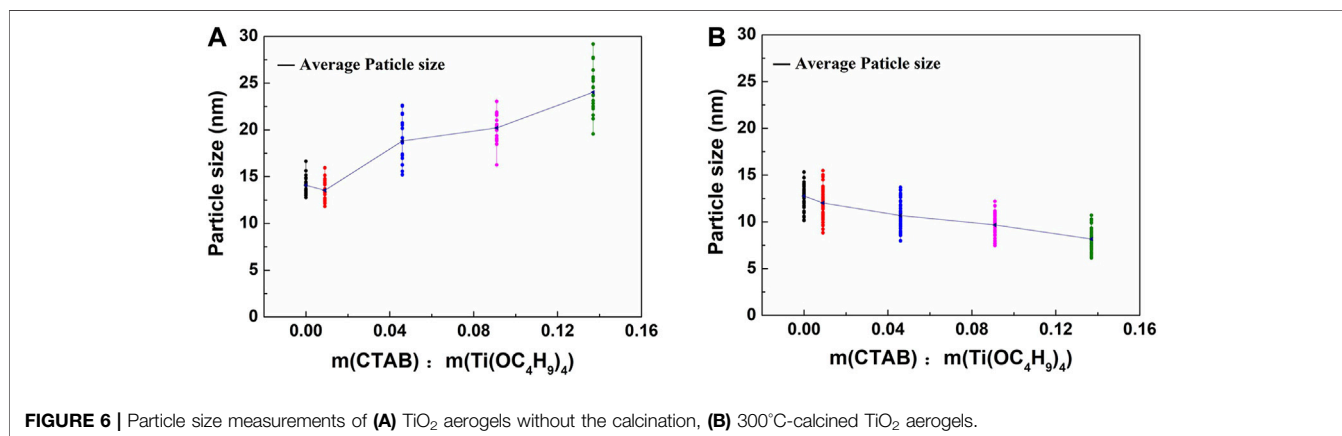 A
30
25
20
15
10
5
0
Particle size (nm)
— Average Paticle size
0.00 0.04 0.08 0.12 0.16
m(CTAB) : m(Ti(OC4H9)4)
B
30
25
20
15
10
5
0
Particle size (nm)
— Average Paticle size
0.00 0.04 0.08 0.12 0.16
m(CTAB) : m(Ti(OC4H9)4)
FIGURE 6 | Particle size measurements of (A) TiO2 aerogels without the calcination, (B) 300°C-calcined TiO2 aerogels.